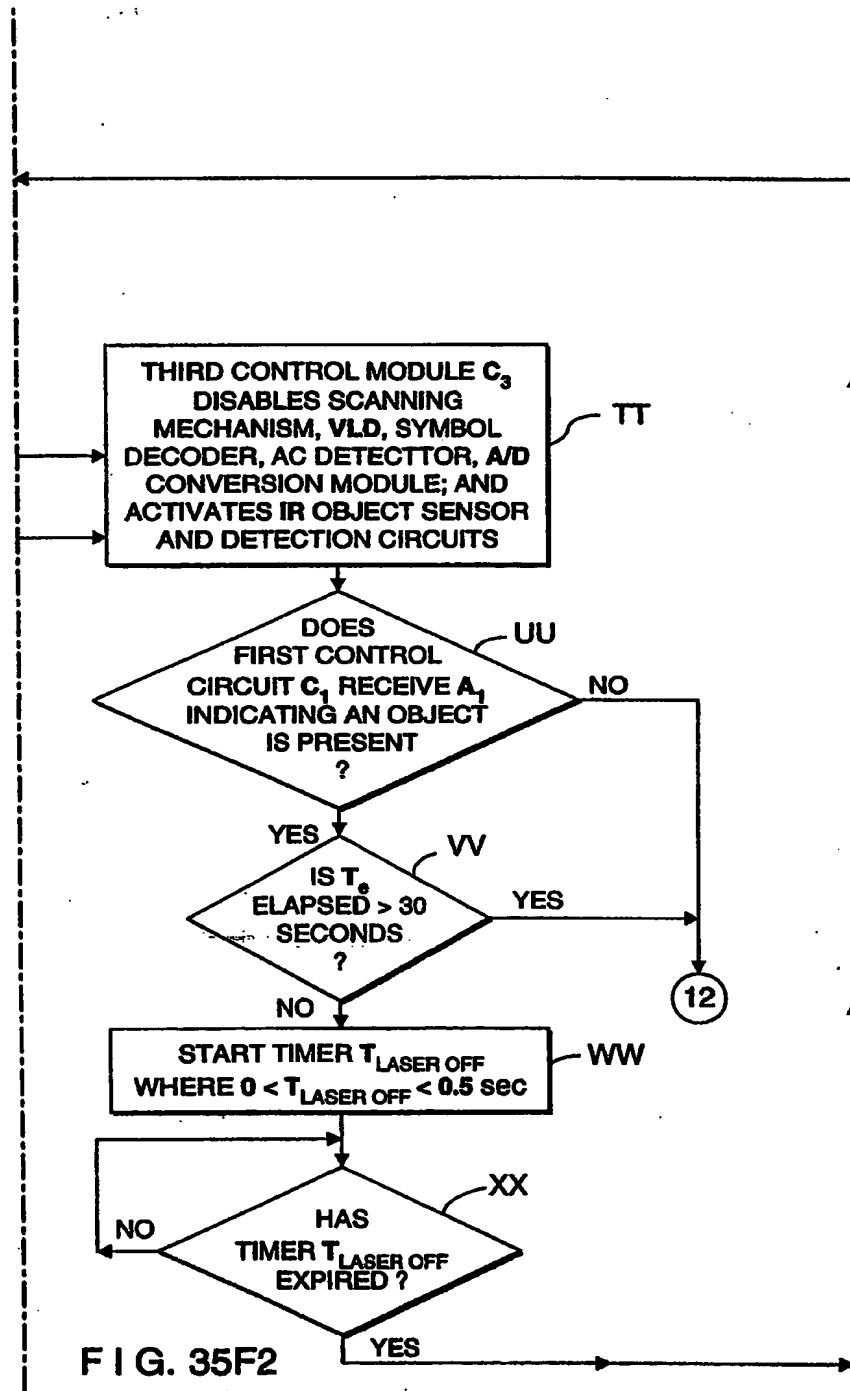 THIRD CONTROL MODULE C₃
DISABLES SCANNING
MECHANISM, VLD, SYMBOL
DECODER, AC DETECTTOR, A/D
CONVERSION MODULE; AND
ACTIVATES IR OBJECT SENSOR
AND DETECTION CIRCUITS
TT
DOES
FIRST CONTROL
CIRCUIT C₁ RECEIVE A₁
INDICATING AN OBJECT
IS PRESENT
?
UU
NO
YES
IS Tₑ
ELAPSED > 30
SECONDS
?
VV
YES
12
NO
START TIMER T LASER OFF
WHERE 0 < T LASER OFF < 0.5 sec
WW
HAS
TIMER T LASER OFF
EXPIRED ?
XX
NO
YES
FIG. 35F2